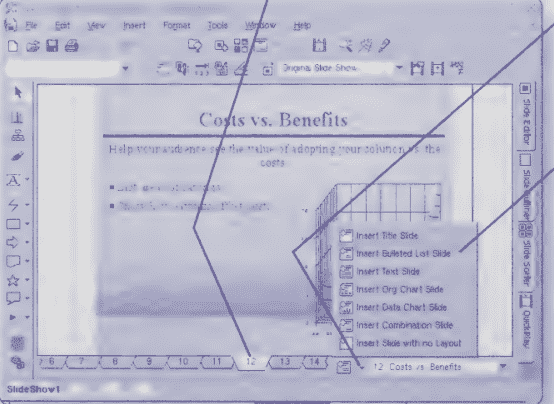 File Edit View Insert Format Tools Window Help
Original Slide Show
Costs vs. Benefits
Help your audience see the value of adopting your solution vs. the
costs
Insert Title Slide
Insert Bulleted List Slide
Insert Text Slide
Insert Org Chart Slide
Insert Data Chart Slide
Insert Combination Slide
Insert Slide with no Layout
Slide Editor
Slide Outliner
Slide Sorter
QuickPlay
6 7 8 9 10 11 12 13 14
12 Costs vs. Benefits
SlideShow1